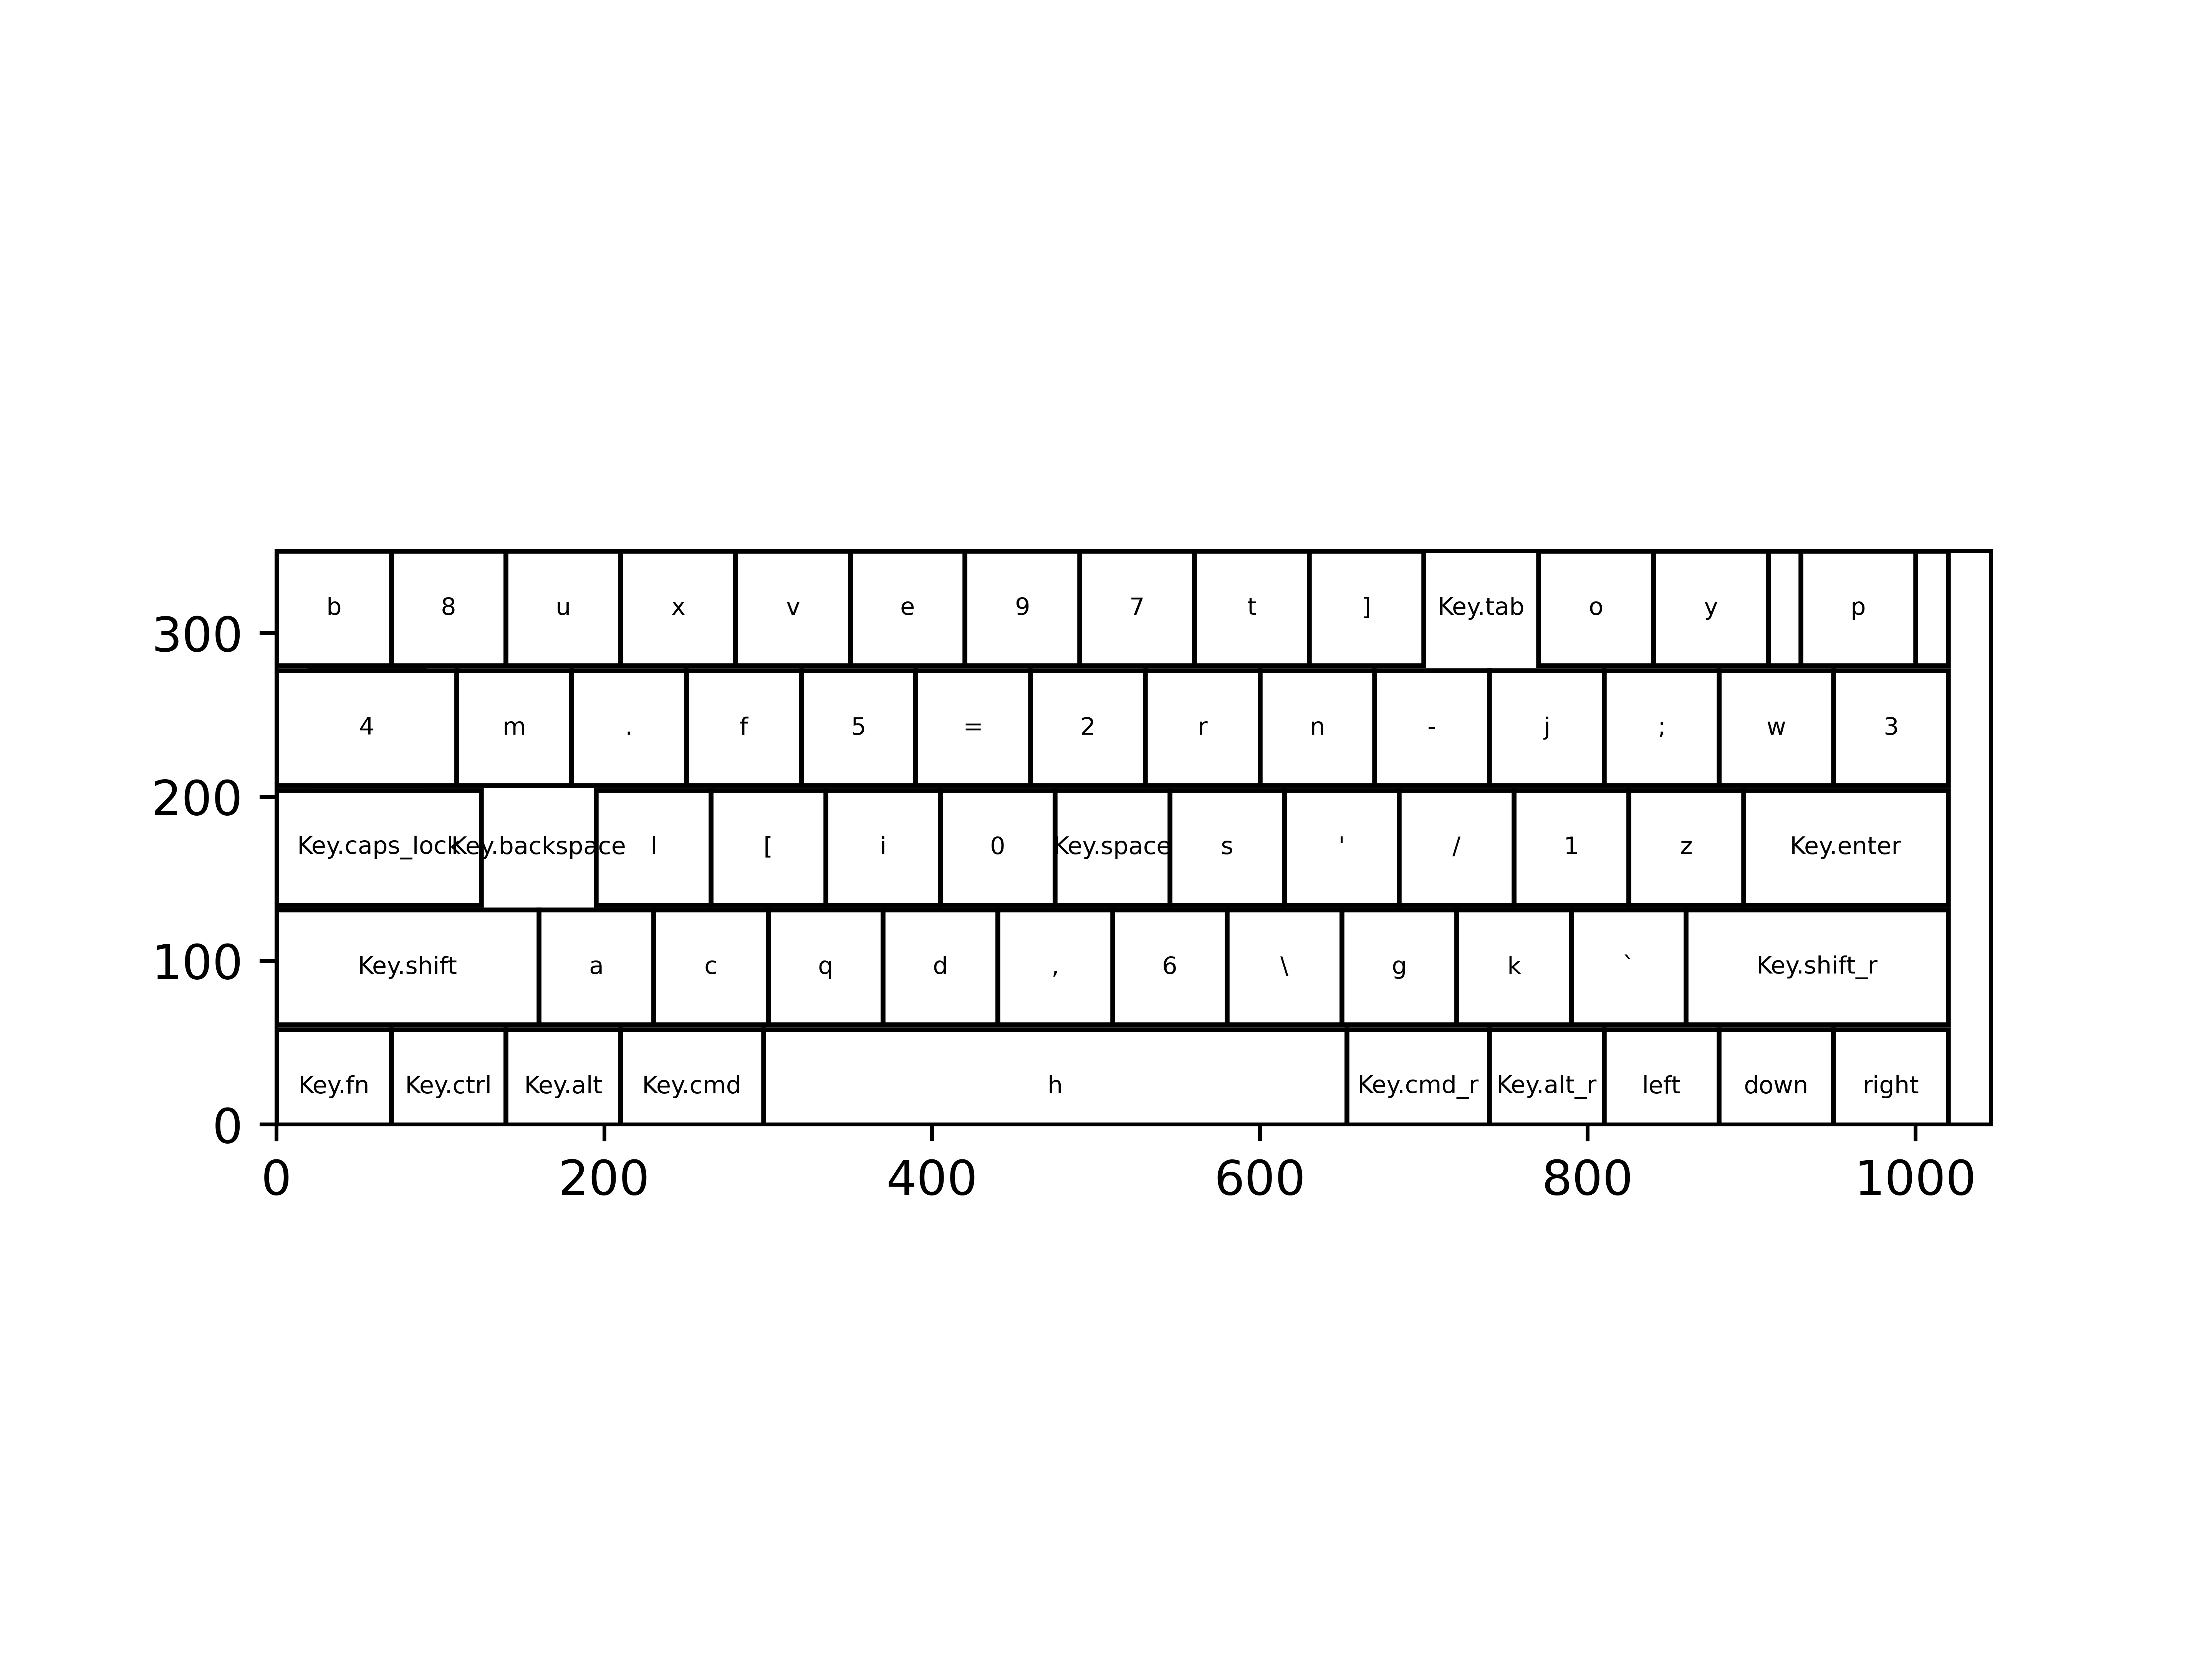 b 8 u x v e 9 7 t ] Key.tab o y p
300
4 m . f 5 = 2 r n - j ; w 3
200
Key.caps_lock Key.backspace l [ i 0 Key.space s ' / 1 z Key.enter
100
Key.shift a c q d , 6 \ g k ` Key.shift_r
Key.fn Key.ctrl Key.alt Key.cmd h Key.cmd_r Key.alt_r left down right
0
0 200 400 600 800 1000